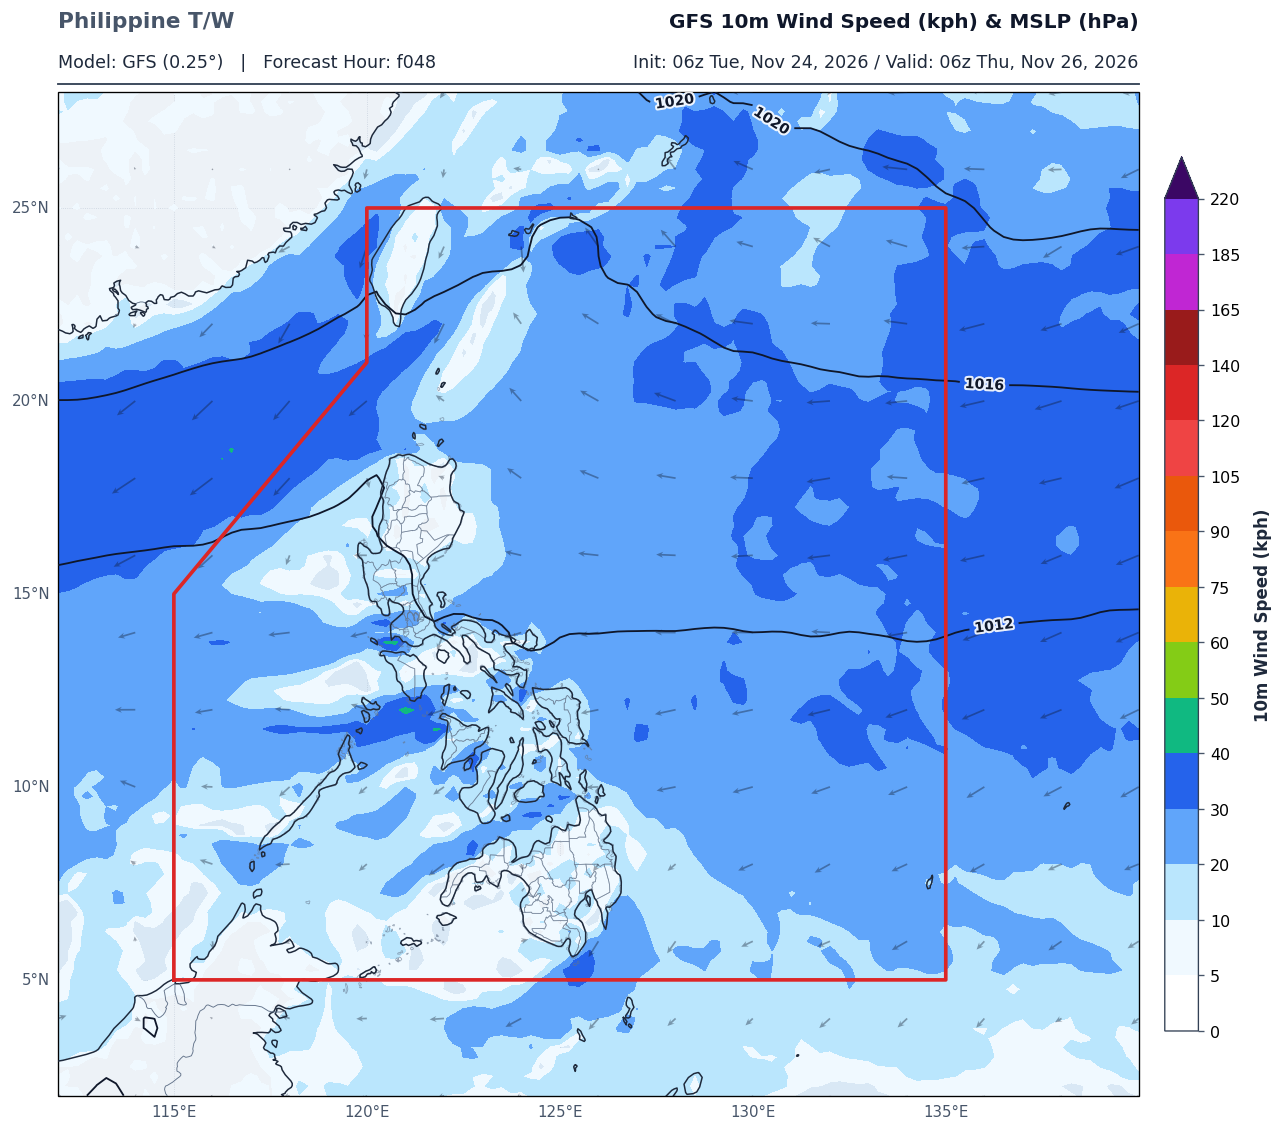 Philippine T/W
GFS 10m Wind Speed (kph) & MSLP (hPa)
Model: GFS (0.25°)   |   Forecast Hour: f048
Init: 06z Tue, Nov 24, 2026 / Valid: 06z Thu, Nov 26, 2026
1020
1020
1016
1012
25°N
20°N
15°N
10°N
5°N
115°E
120°E
125°E
130°E
135°E
220
185
165
140
120
105
90
75
60
50
40
30
20
10
5
0
10m Wind Speed (kph)